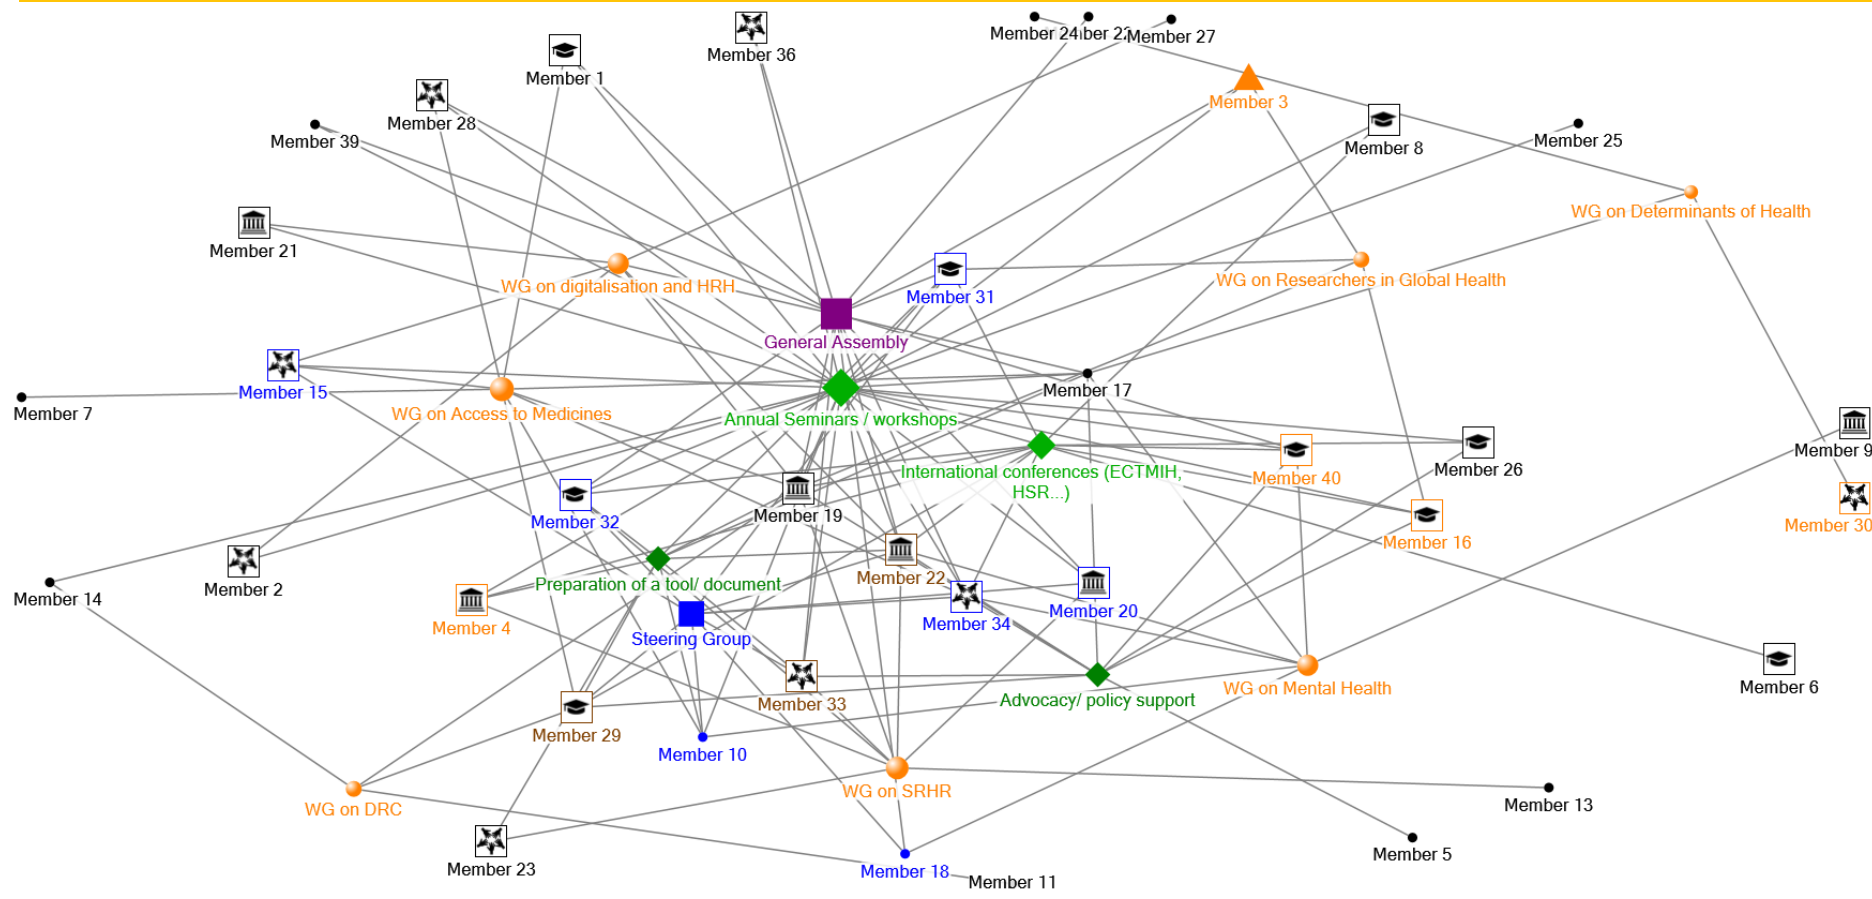 Member 36
Member 24
ber 22
Member 27
Member 1
Member 3
Member 28
Member 39
Member 8
Member 25
WG on Determinants of Health
Member 21
WG on digitalisation and HRH
Member 31
WG on Researchers in Global Health
General Assembly
Member 15
Member 17
Member 7
WG on Access to Medicines
Annual Seminars / workshops
Member 9
International conferences (ECTMIH,
HSR...)
Member 40
Member 26
Member 32
Member 19
Member 30
Member 16
Member 2
Preparation of a tool/ document
Member 22
Member 14
Member 4
Steering Group
Member 34
Member 20
Member 33
Advocacy/ policy support
WG on Mental Health
Member 6
Member 29
Member 10
WG on DRC
WG on SRHR
Member 13
Member 23
Member 18
Member 11
Member 5